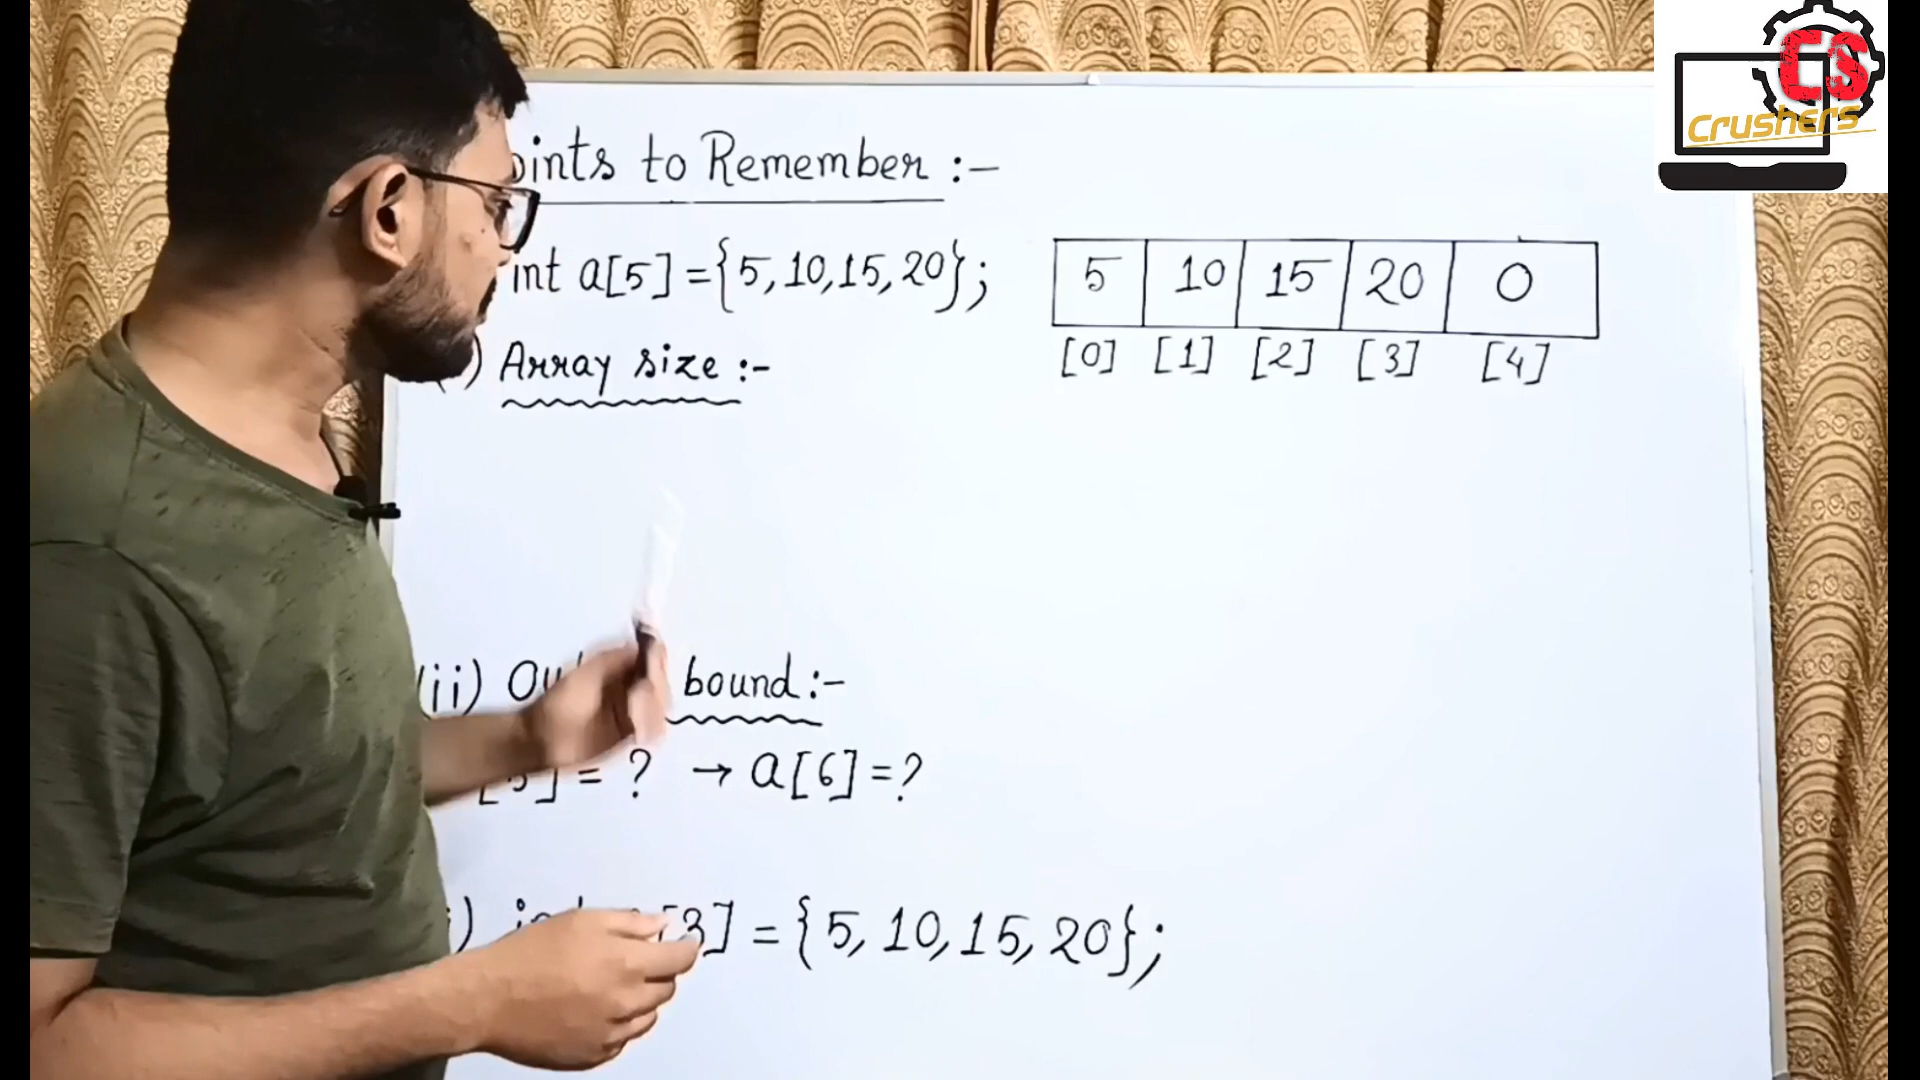 CS
Crushers
oints to Remember :-
int a[5] = {5, 10, 15, 20};
5 10 15 20 0
[0] [1] [2] [3] [4]
) Array size :-
(ii) bound :-
] = ? → a[6] = ?
) [3] = {5, 10, 15, 20};